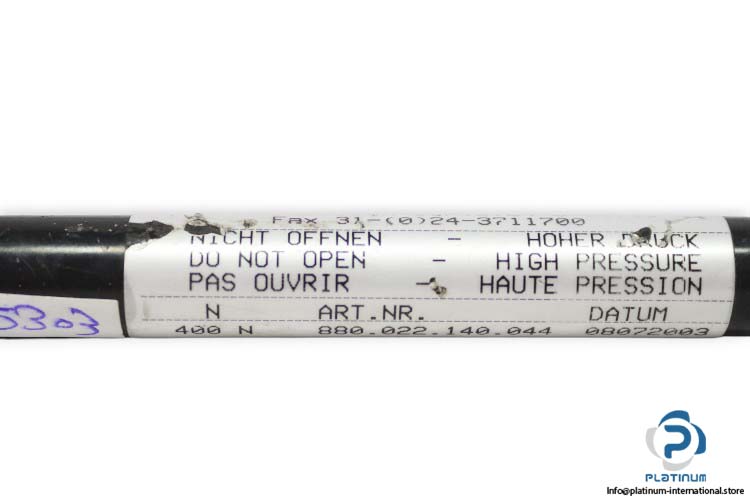 Fax 31-(0)24-3711700
NICHT OFFNEN - HOHER DRUCK
DO NOT OPEN - HIGH PRESSURE
PAS OUVRIR - HAUTE PRESSION
N ART.NR. DATUM
400 N 880.022.140.044 08072003
5303
PLATINUM
Info@platinum-international.store